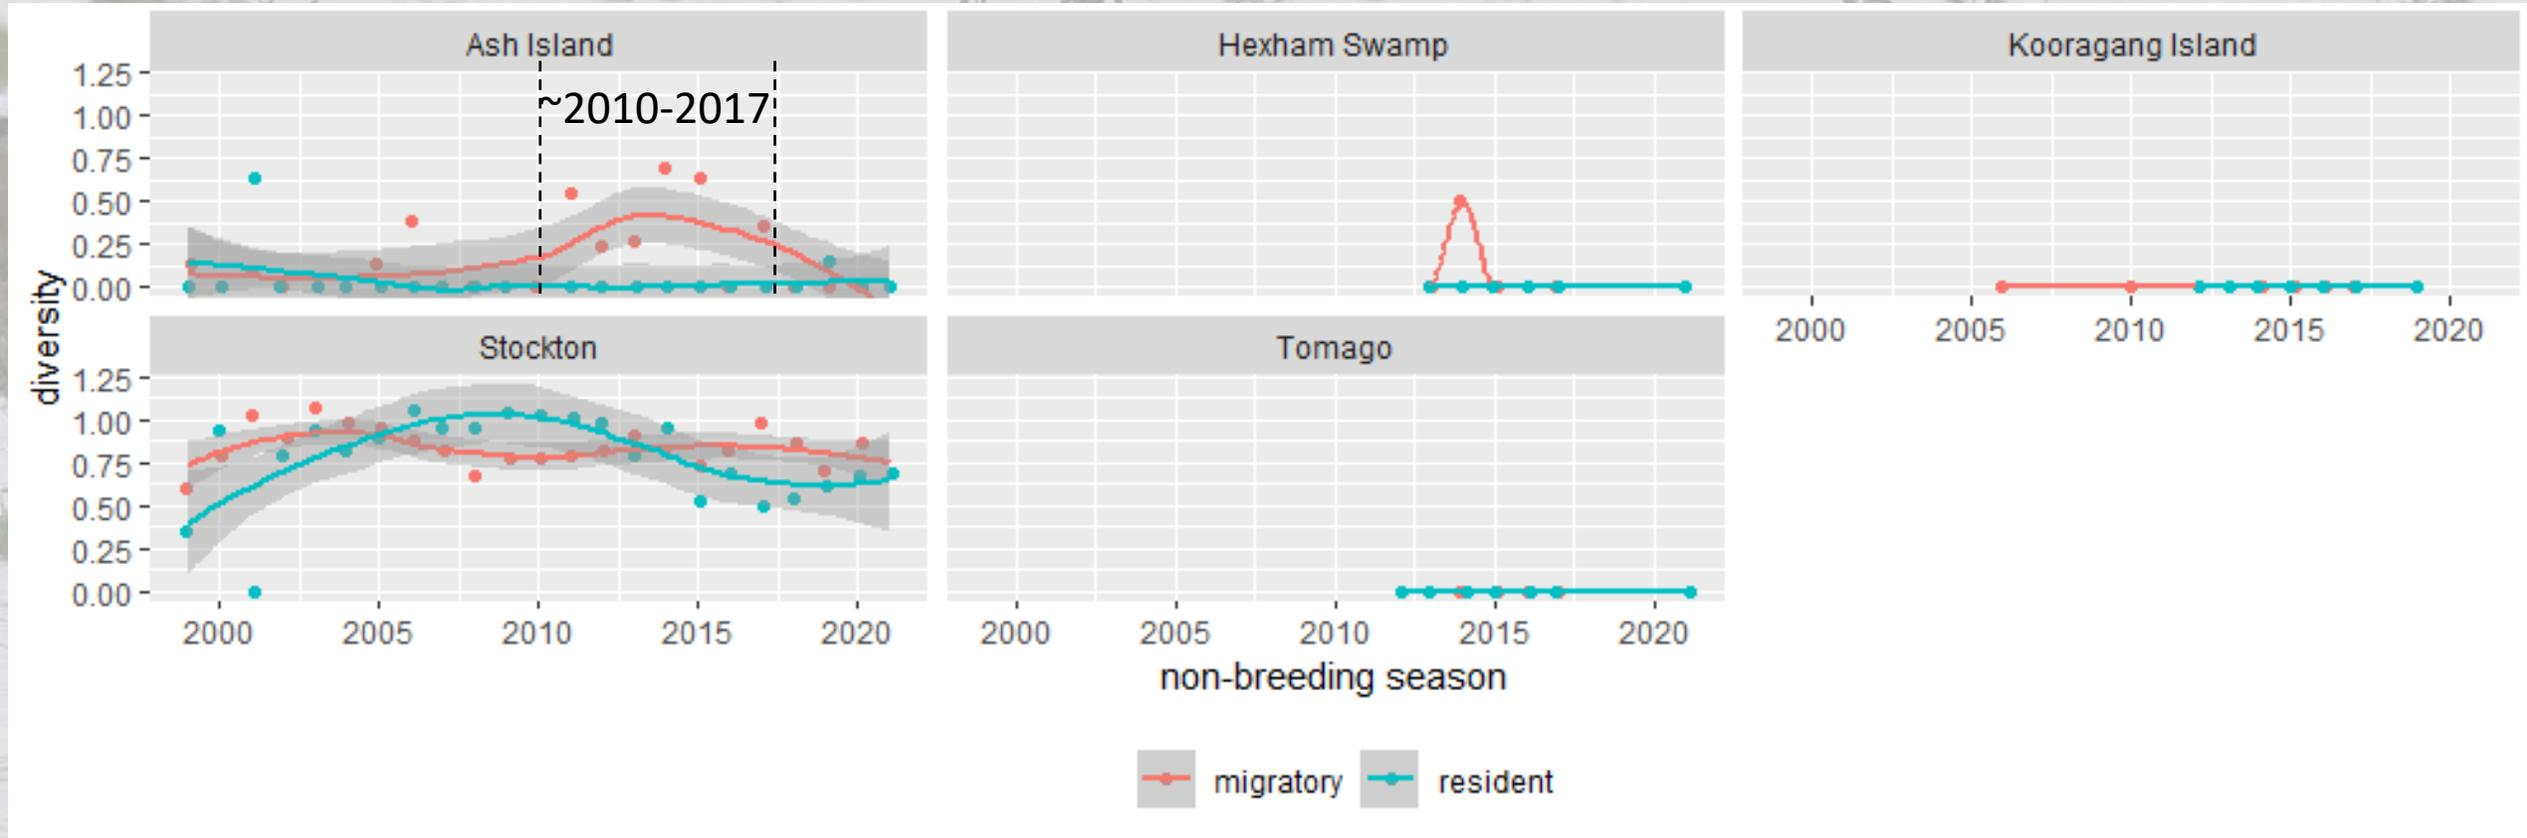 Ash Island
Hexham Swamp
Kooragang Island
~2010-2017
1.25
1.00
0.75
0.50
0.25
0.00
2000 2005 2010 2015 2020
Stockton
Tomago
diversity
1.25
1.00
0.75
0.50
0.25
0.00
2000 2005 2010 2015 2020
2000 2005 2010 2015 2020
non-breeding season
migratory
resident